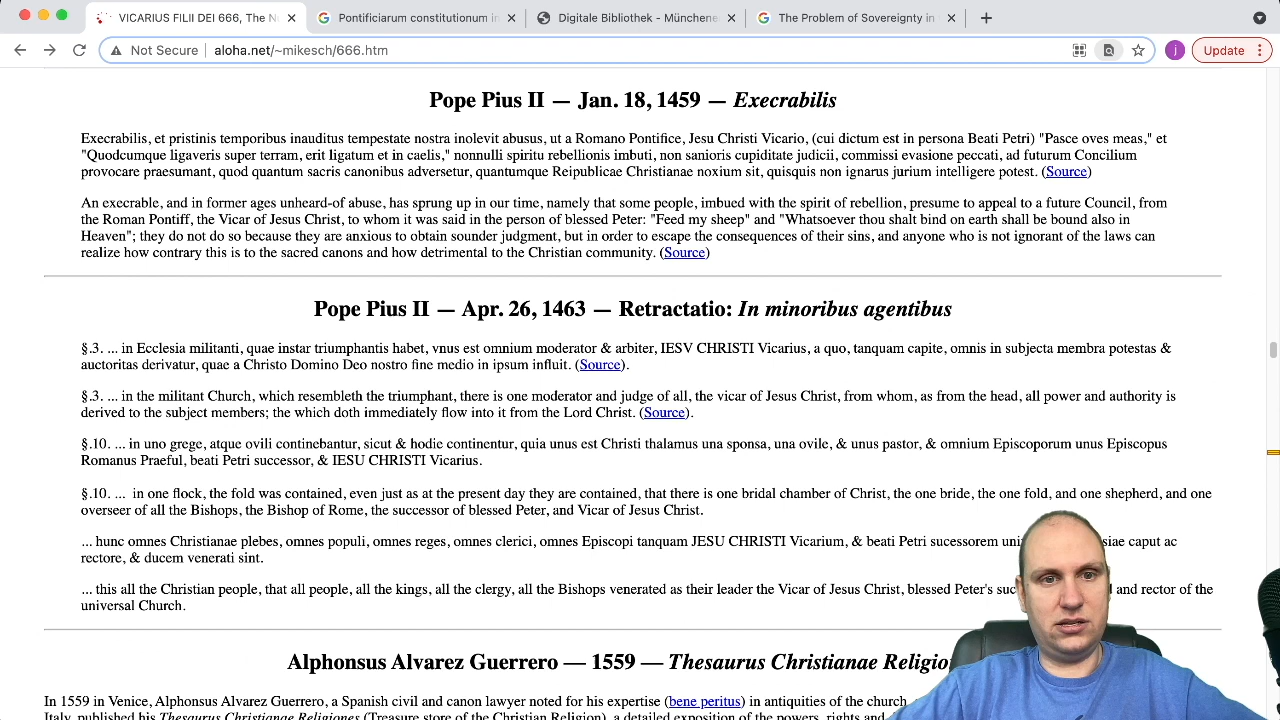 VICARIUS FILII DEI 666, The N
Pontificiarum constitutionum in
Digitale Bibliothek - Münchene
The Problem of Sovereignty in
Not Secure
aloha.net/~mikesch/666.htm
j
Update
Pope Pius II — Jan. 18, 1459 — Execrabilis
Execrabilis, et pristinis temporibus inauditus tempestate nostra inolevit abusus, ut a Romano Pontifice, Jesu Christi Vicario, (cui dictum est in persona Beati Petri) "Pasce oves meas," et
"Quodcumque ligaveris super terram, erit ligatum et in caelis," nonnulli spiritu rebellionis imbuti, non sanioris cupiditate judicii, commissi evasione peccati, ad futurum Concilium
provocare praesumant, quod quantum sacris canonibus adversetur, quantumque Reipublicae Christianae noxium sit, quisquis non ignarus jurium intelligere potest. (Source)
An execrable, and in former ages unheard-of abuse, has sprung up in our time, namely that some people, imbued with the spirit of rebellion, presume to appeal to a future Council, from
the Roman Pontiff, the Vicar of Jesus Christ, to whom it was said in the person of blessed Peter: "Feed my sheep" and "Whatsoever thou shalt bind on earth shall be bound also in
Heaven"; they do not do so because they are anxious to obtain sounder judgment, but in order to escape the consequences of their sins, and anyone who is not ignorant of the laws can
realize how contrary this is to the sacred canons and how detrimental to the Christian community. (Source)
Pope Pius II — Apr. 26, 1463 — Retractatio: In minoribus agentibus
§.3. ... in Ecclesia militanti, quae instar triumphantis habet, vnus est omnium moderator & arbiter, IESV CHRISTI Vicarius, a quo, tanquam capite, omnis in subjecta membra potestas &
auctoritas derivatur, quae a Christo Domino Deo nostro fine medio in ipsum influit. (Source).
§.3. ... in the militant Church, which resembleth the triumphant, there is one moderator and judge of all, the vicar of Jesus Christ, from whom, as from the head, all power and authority is
derived to the subject members; the which doth immediately flow into it from the Lord Christ. (Source).
§.10. ... in uno grege, atque ovili continebantur, sicut & hodie continentur, quia unus est Christi thalamus una sponsa, una ovile, & unus pastor, & omnium Episcoporum unus Episcopus
Romanus Praeful, beati Petri successor, & IESU CHRISTI Vicarius.
§.10. ... in one flock, the fold was contained, even just as at the present day they are contained, that there is one bridal chamber of Christ, the one bride, the one fold, and one shepherd, and one
overseer of all the Bishops, the Bishop of Rome, the successor of blessed Peter, and Vicar of Jesus Christ.
... hunc omnes Christianae plebes, omnes populi, omnes reges, omnes clerici, omnes Episcopi tanquam JESU CHRISTI Vicarium, & beati Petri sucessorem uni siae caput ac
rectore, & ducem venerati sint.
... this all the Christian people, that all people, all the kings, all the clergy, all the Bishops venerated as their leader the Vicar of Jesus Christ, blessed Peter's suc and rector of the
universal Church.
Alphonsus Alvarez Guerrero — 1559 — Thesaurus Christianae Religio
In 1559 in Venice, Alphonsus Alvarez Guerrero, a Spanish civil and canon lawyer noted for his expertise (bene peritus) in antiquities of the church
Italy, published his Thesaurus Christianae Religiones (Treasure store of the Christian Religion), a detailed exposition of the powers, rights and